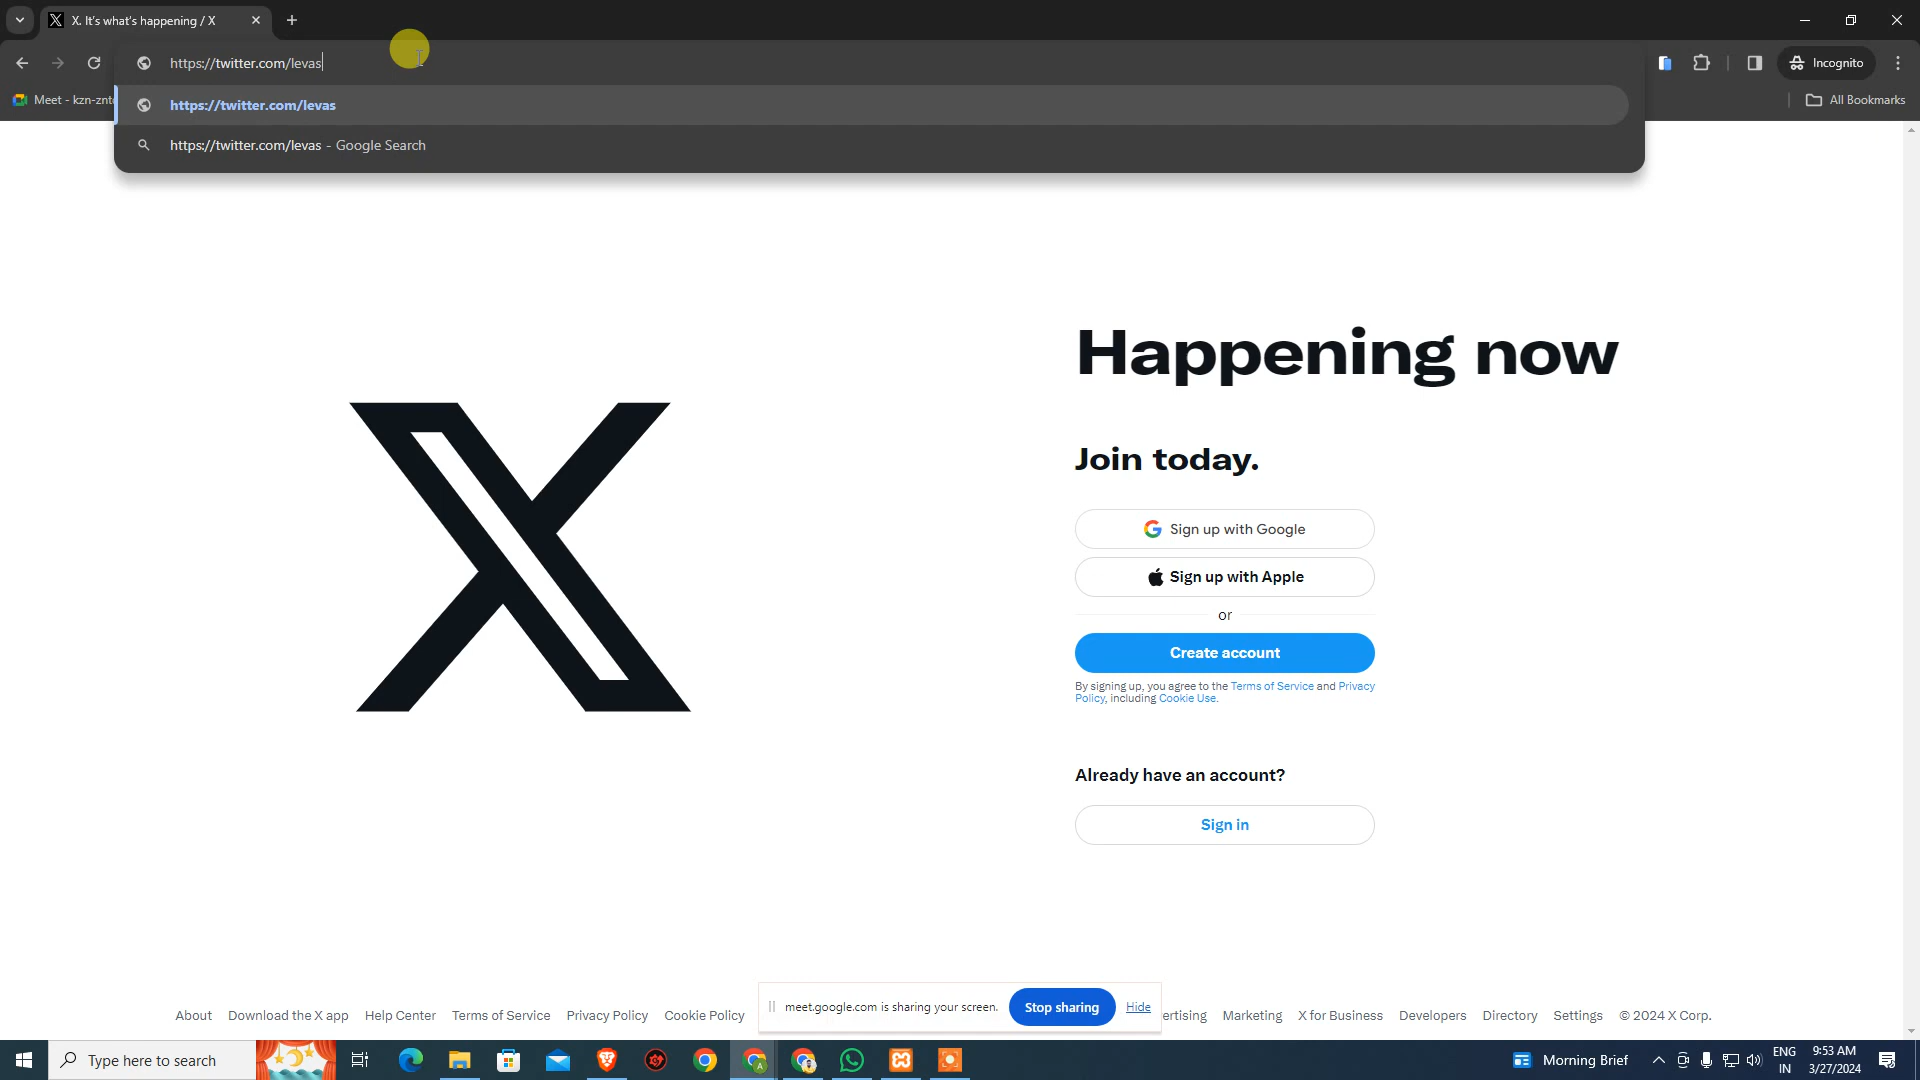 X. It's what's happening / X
https://twitter.com/levas
Incognito
Meet - kzn-znt
https://twitter.com/levas
All Bookmarks
https://twitter.com/levas - Google Search
Happening now
Join today.
Sign up with Google
Sign up with Apple
or
Create account
By signing up, you agree to the Terms of Service and Privacy
Policy, including Cookie Use.
Already have an account?
Sign in
meet.google.com is sharing your screen. Stop sharing Hide
About Download the X app Help Center Terms of Service Privacy Policy Cookie Policy ertising Marketing X for Business Developers Directory Settings © 2024 X Corp.
Type here to search
Morning Brief
ENG
IN
9:53 AM
3/27/2024